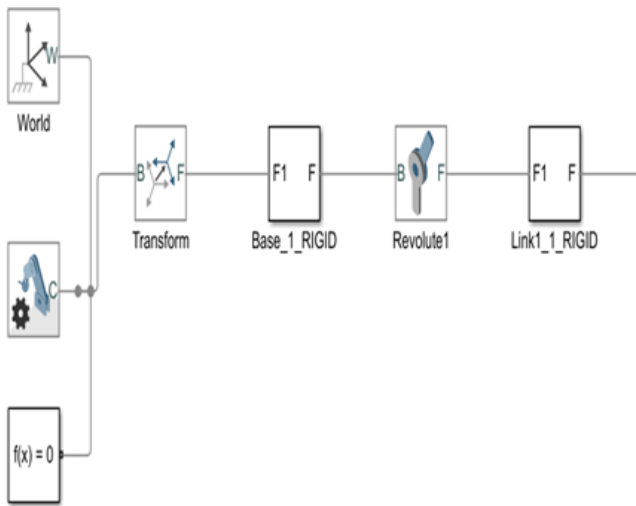 W
World
B F
Transform
F1 F
Base_1_RIGID
B F
Revolute1
F1 F
Link1_1_RIGID
C
f(x) = 0